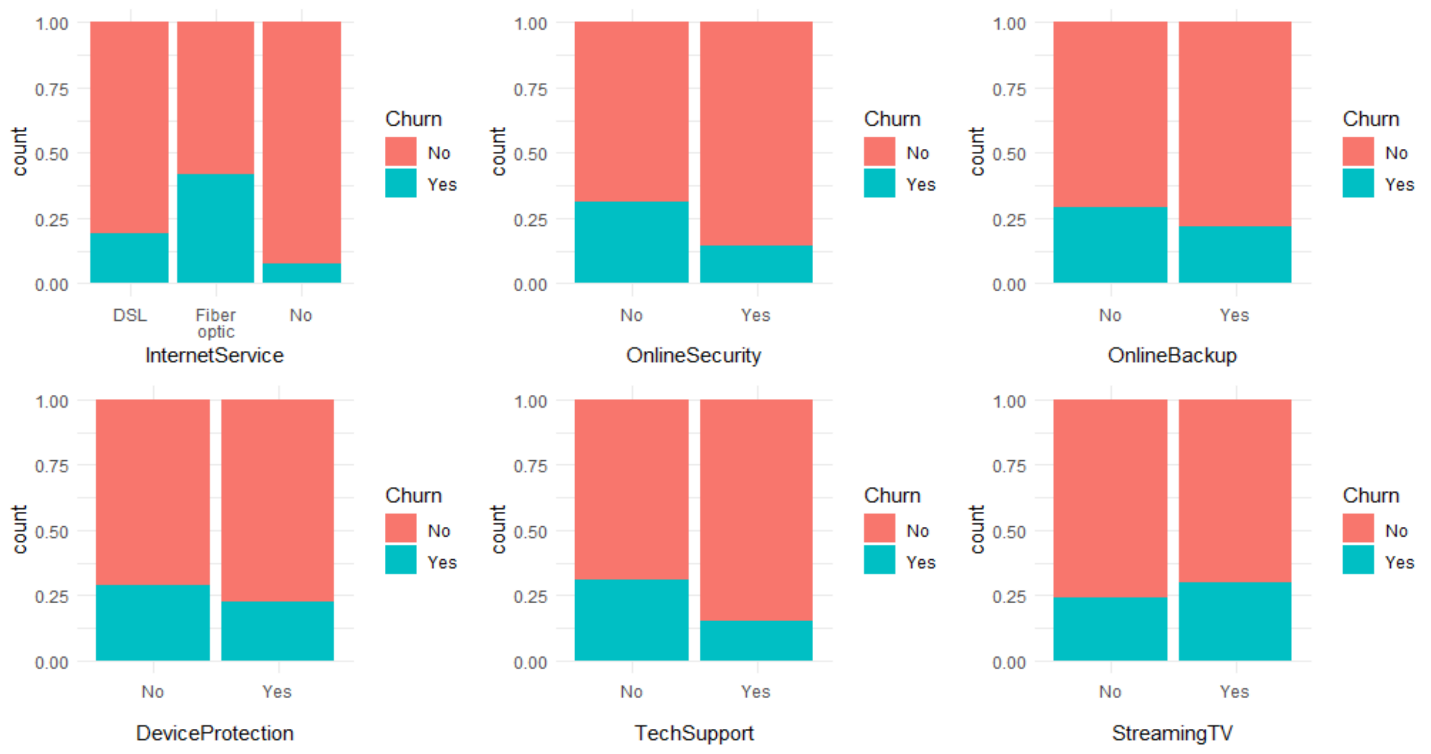 1.00
0.75
0.50
0.25
0.00
count
DSL
Fiber
optic
No
InternetService
Churn
No
Yes
1.00
0.75
0.50
0.25
0.00
count
No
Yes
OnlineSecurity
Churn
No
Yes
1.00
0.75
0.50
0.25
0.00
count
No
Yes
OnlineBackup
Churn
No
Yes
1.00
0.75
0.50
0.25
0.00
count
No
Yes
DeviceProtection
Churn
No
Yes
1.00
0.75
0.50
0.25
0.00
count
No
Yes
TechSupport
Churn
No
Yes
1.00
0.75
0.50
0.25
0.00
count
No
Yes
StreamingTV
Churn
No
Yes